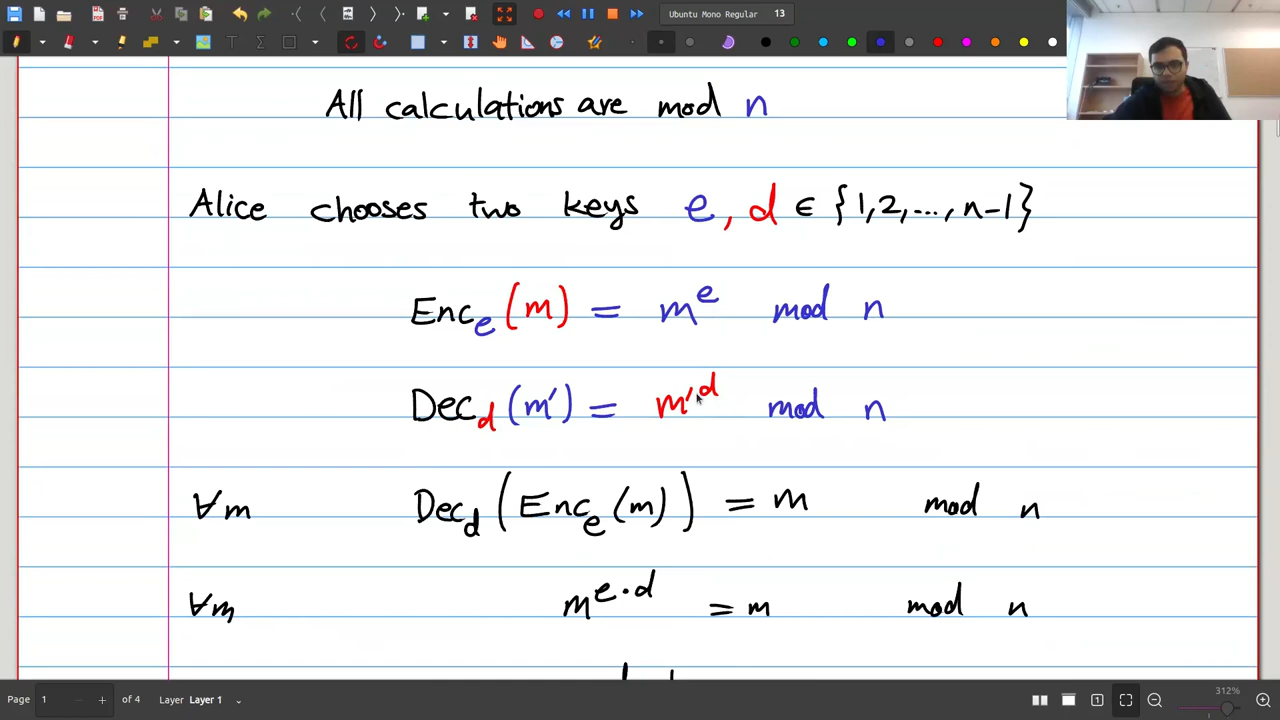 Ubuntu Mono Regular 13
All calculations are mod n
Alice chooses two keys e, d ∈ {1,2,...,n-1}
Enc_e (m) = m^e mod n
Dec_d (m') = m'^d mod n
∀m Dec_d (Enc_e (m)) = m mod n
∀m m^{e·d} = m mod n
Page 1 of 4 Layer Layer 1 312%